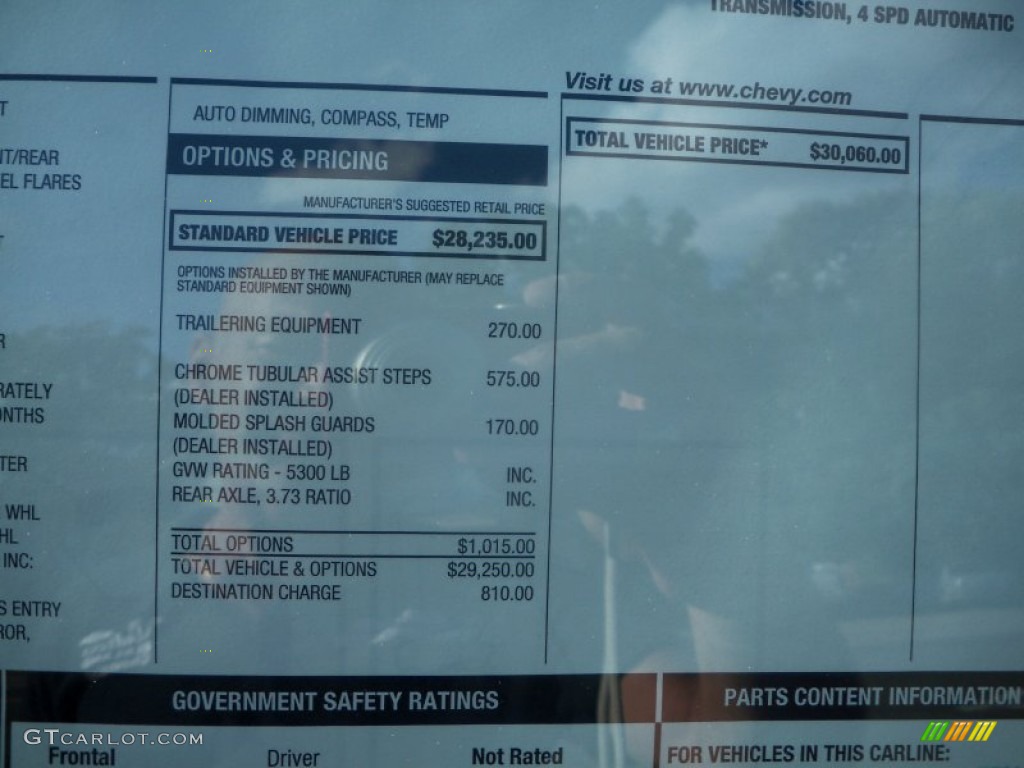 TRANSMISSION, 4 SPD AUTOMATIC
Visit us at www.chevy.com
TOTAL VEHICLE PRICE* $30,060.00
AUTO DIMMING, COMPASS, TEMP
OPTIONS & PRICING
MANUFACTURER'S SUGGESTED RETAIL PRICE
STANDARD VEHICLE PRICE $28,235.00
OPTIONS INSTALLED BY THE MANUFACTURER (MAY REPLACE
STANDARD EQUIPMENT SHOWN)
TRAILERING EQUIPMENT 270.00
CHROME TUBULAR ASSIST STEPS 575.00
(DEALER INSTALLED)
MOLDED SPLASH GUARDS 170.00
(DEALER INSTALLED)
GVW RATING - 5300 LB INC.
REAR AXLE, 3.73 RATIO INC.
TOTAL OPTIONS $1,015.00
TOTAL VEHICLE & OPTIONS $29,250.00
DESTINATION CHARGE 810.00
T
NT/REAR
EL FLARES
T
R
RATELY
ONTHS
TER
WHL
HL
INC:
S ENTRY
ROR,
GOVERNMENT SAFETY RATINGS
Frontal Driver Not Rated
PARTS CONTENT INFORMATION
FOR VEHICLES IN THIS CARLINE:
GTCARLOT.COM